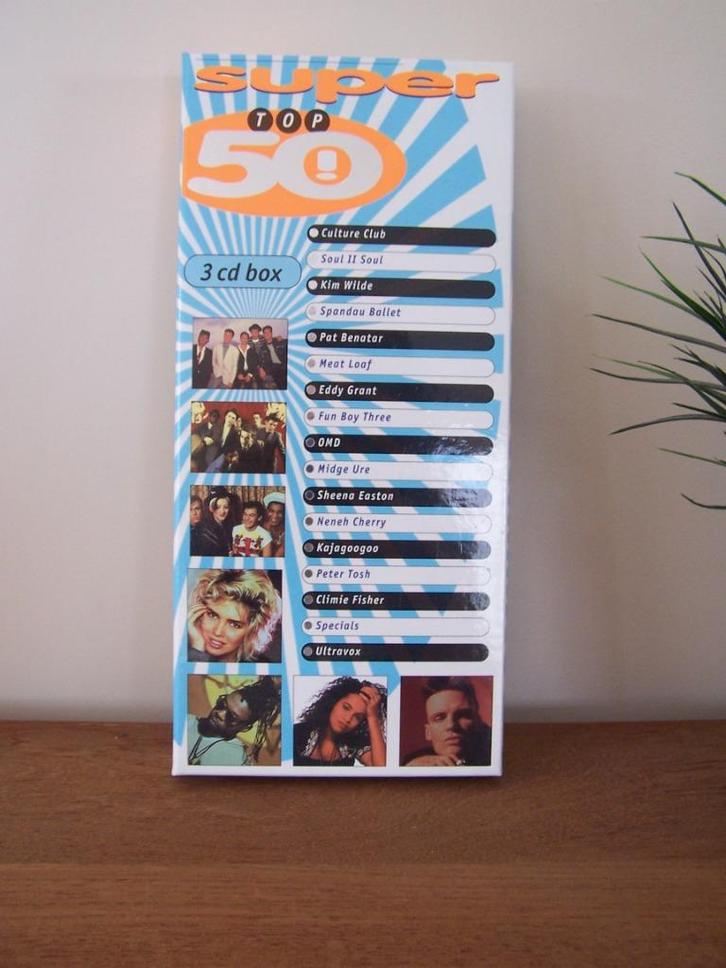 super
TOP
50!
3 cd box
Culture Club
Soul II Soul
Kim Wilde
Spandau Ballet
Pat Benatar
Meat Loaf
Eddy Grant
Fun Boy Three
OMD
Midge Ure
Sheena Easton
Neneh Cherry
Kajagoogoo
Peter Tosh
Climie Fisher
Specials
Ultravox